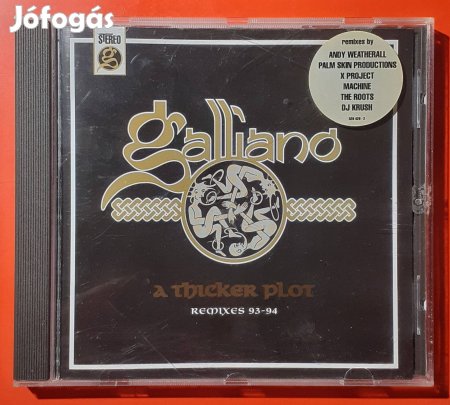 Jófogás
STEREO
g
remixes by
ANDY WEATHERALL
PALM SKIN PRODUCTIONS
X PROJECT
MACHINE
THE ROOTS
DJ KRUSH
galliano
A Thicker Plot
REMIXES 93-94